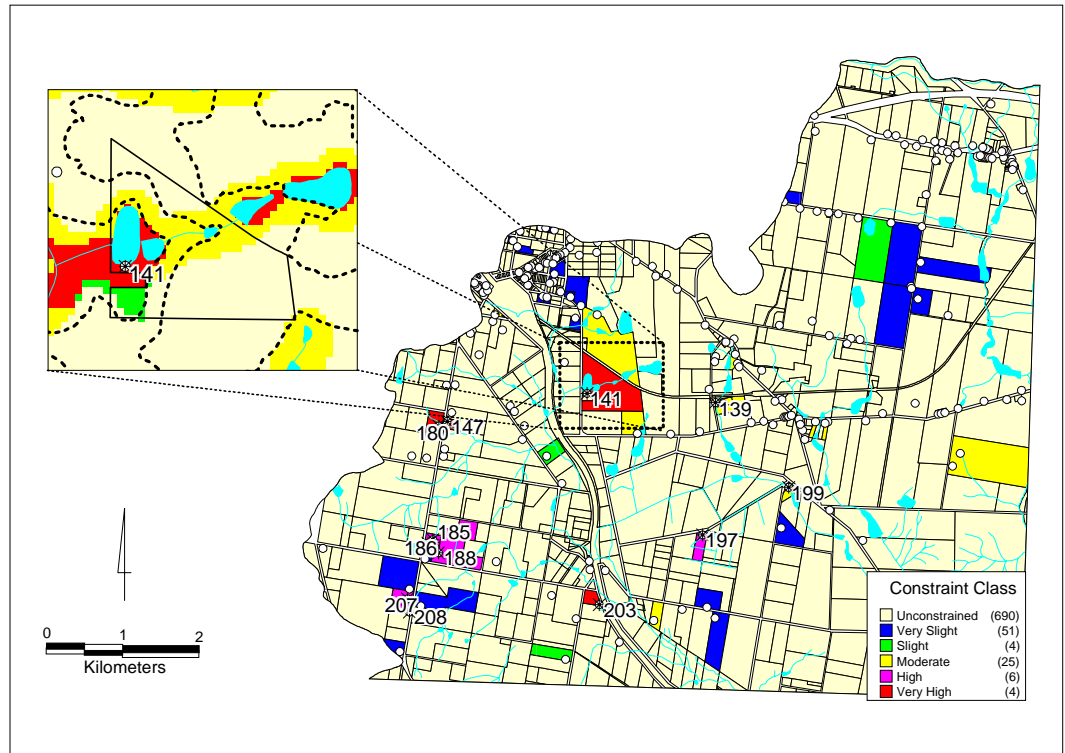 141
141
139
147
180
199
185
197
186
188
207
208
203
0 1 2
Kilometers
Constraint Class
Unconstrained (690)
Very Slight (51)
Slight (4)
Moderate (25)
High (6)
Very High (4)